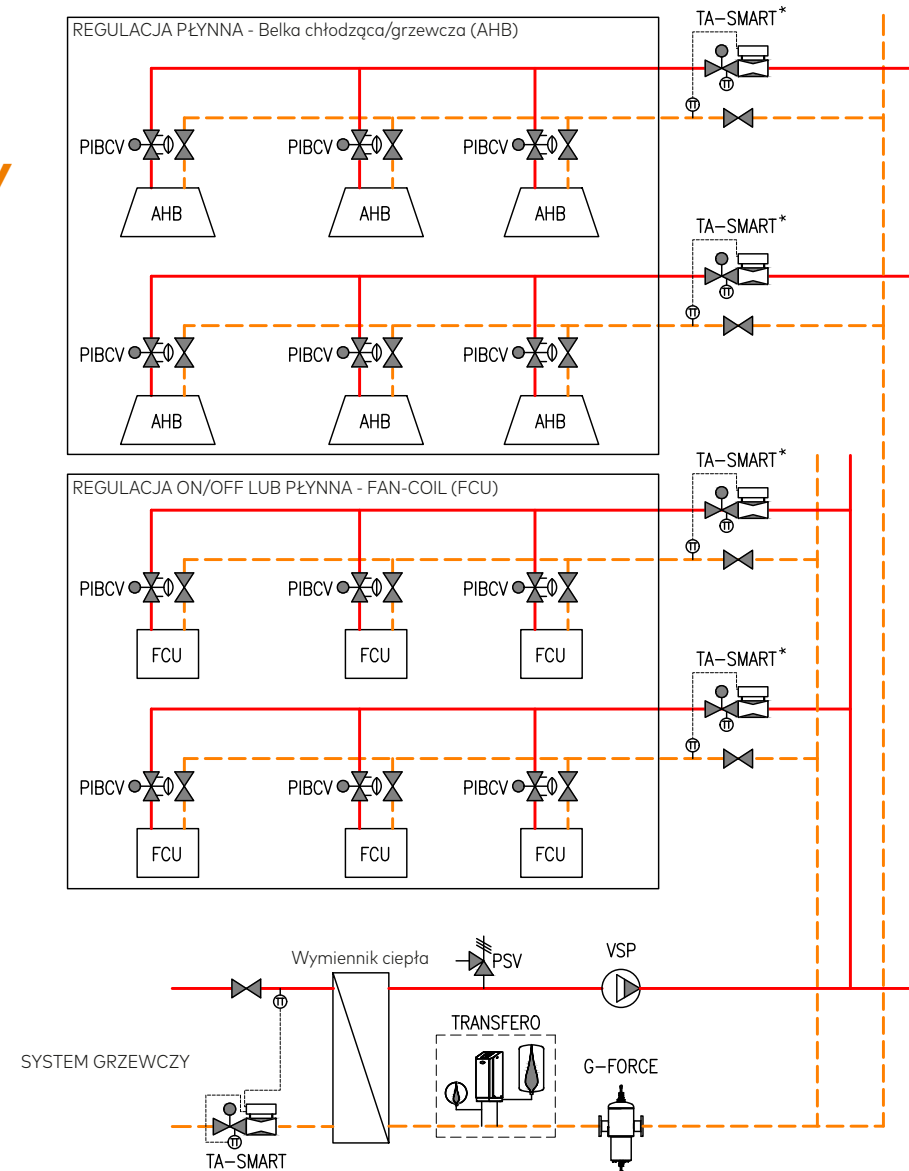 TA-SMART*
REGULACJA PŁYNNA - Belka chłodząca/grzewcza (AHB)
PIBCV PIBCV PIBCV
AHB AHB AHB
TA-SMART*
PIBCV PIBCV PIBCV
AHB AHB AHB
TA-SMART*
REGULACJA ON/OFF LUB PŁYNNA - FAN-COIL (FCU)
PIBCV PIBCV PIBCV
FCU FCU FCU
TA-SMART*
PIBCV PIBCV PIBCV
FCU FCU FCU
Wymiennik ciepła
PSV
VSP
TRANSFERO
SYSTEM GRZEWCZY
G-FORCE
TA-SMART